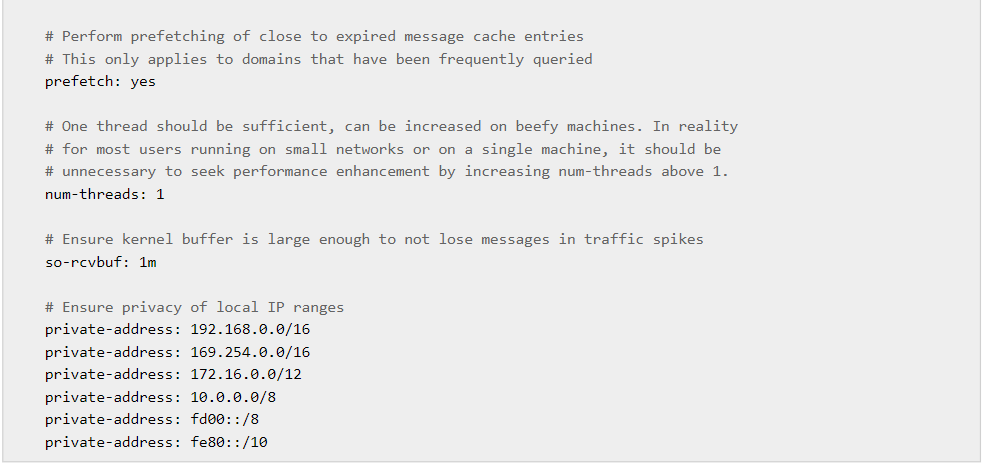 # Perform prefetching of close to expired message cache entries
# This only applies to domains that have been frequently queried
prefetch: yes
# One thread should be sufficient, can be increased on beefy machines. In reality
# for most users running on small networks or on a single machine, it should be
# unnecessary to seek performance enhancement by increasing num-threads above 1.
num-threads: 1
# Ensure kernel buffer is large enough to not lose messages in traffic spikes
so-rcvbuf: 1m
# Ensure privacy of local IP ranges
private-address: 192.168.0.0/16
private-address: 169.254.0.0/16
private-address: 172.16.0.0/12
private-address: 10.0.0.0/8
private-address: fd00::/8
private-address: fe80::/10